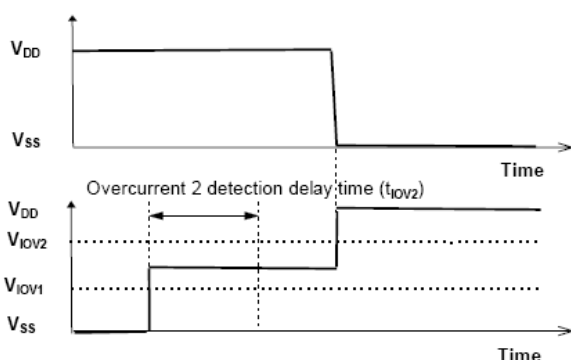 VDD
VSS
Time
Overcurrent 2 detection delay time (tIOV2)
VDD
VIOV2
VIOV1
VSS
Time